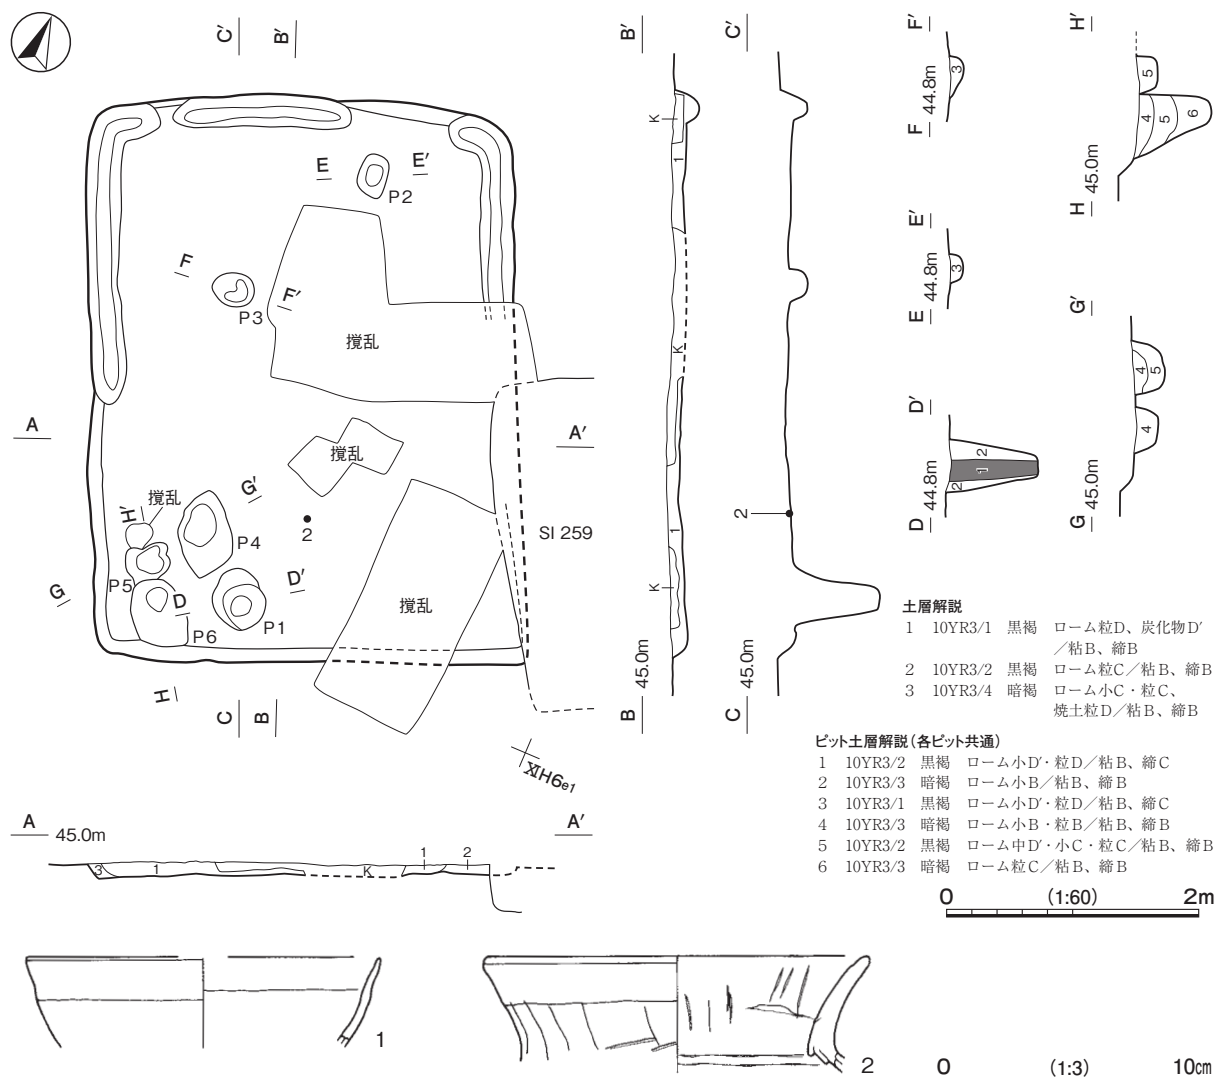 C′
B′
E
E′
P2
F
F′
P3
撹乱
A
A′
撹乱
撹乱
H′
G′
2
P4
SI 259
P5
G
D
D′
P1
P6
撹乱
H
C
B
ⅪH6e1
B′
C′
K
1
K
2
1
K
B
45.0m
C
45.0m
F′
3
44.8m
F
E′
3
44.8m
E
D′
2
1
2
44.8m
D
H′
5
4
5
6
45.0m
H
G′
4
5
4
45.0m
G
土層解説
1 10YR3/1 黒褐 ローム粒D、炭化物D′
／粘B、締B
2 10YR3/2 黒褐 ローム粒C／粘B、締B
3 10YR3/4 暗褐 ローム小C・粒C、
焼土粒D／粘B、締B
ピット土層解説（各ピット共通）
1 10YR3/2 黒褐 ローム小D′・粒D／粘B、締C
2 10YR3/3 暗褐 ローム小B／粘B、締B
3 10YR3/1 黒褐 ローム小D′・粒D／粘B、締C
4 10YR3/3 暗褐 ローム小B・粒B／粘B、締B
5 10YR3/2 黒褐 ローム中D′・小C・粒C／粘B、締B
6 10YR3/3 暗褐 ローム粒C／粘B、締B
A 45.0m
A′
3
1
K
1
2
0 (1:60) 2m
1
2
0 (1:3) 10㎝